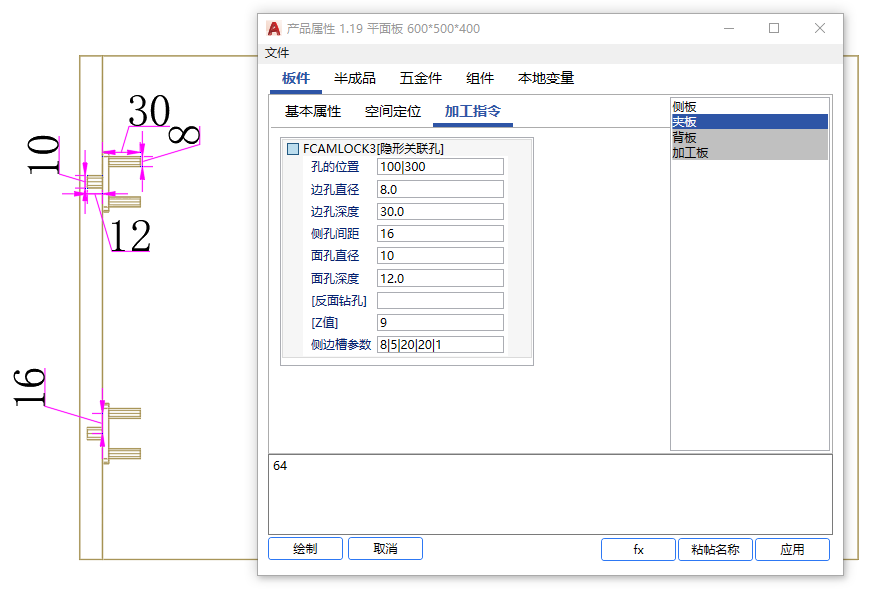 产品属性 1.19 平面板 600*500*400
文件
板件 半成品 五金件 组件 本地变量
基本属性 空间定位 加工指令
FCAMLOCK3[隐形关联孔]
孔的位置 100|300
边孔直径 8.0
边孔深度 30.0
侧孔间距 16
面孔直径 10
面孔深度 12.0
[反面钻孔]
[Z值] 9
侧边槽参数 8|5|20|20|1
侧板
夹板
背板
加工板
64
绘制 取消 fx 粘帖名称 应用
30
8
10
12
16